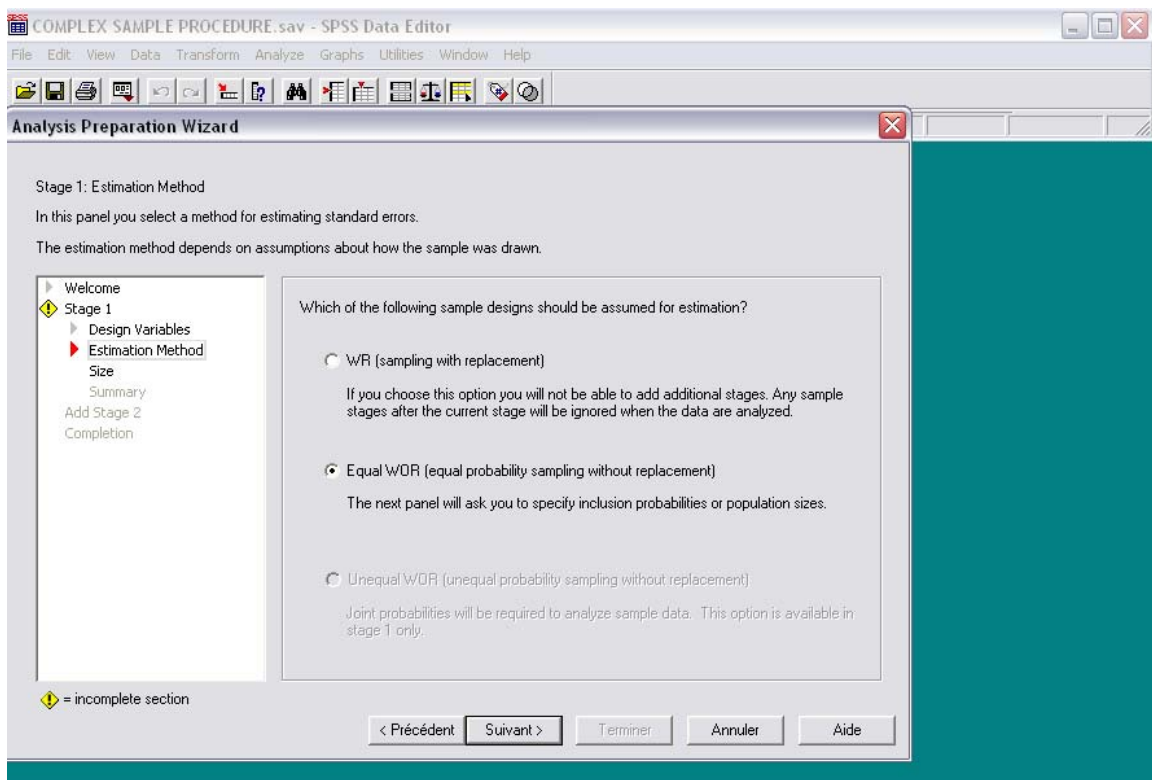 COMPLEX SAMPLE PROCEDURE.sav - SPSS Data Editor
File Edit View Data Transform Analyze Graphs Utilities Window Help
Analysis Preparation Wizard
Stage 1: Estimation Method
In this panel you select a method for estimating standard errors.
The estimation method depends on assumptions about how the sample was drawn.
Welcome
Stage 1
Design Variables
Estimation Method
Size
Summary
Add Stage 2
Completion
Which of the following sample designs should be assumed for estimation?
WR (sampling with replacement)
If you choose this option you will not be able to add additional stages. Any sample
stages after the current stage will be ignored when the data are analyzed.
Equal WOR (equal probability sampling without replacement)
The next panel will ask you to specify inclusion probabilities or population sizes.
Unequal WOR (unequal probability sampling without replacement)
Joint probabilities will be required to analyze sample data. This option is available in
stage 1 only.
= incomplete section
< Précédent Suivant > Terminer Annuler Aide